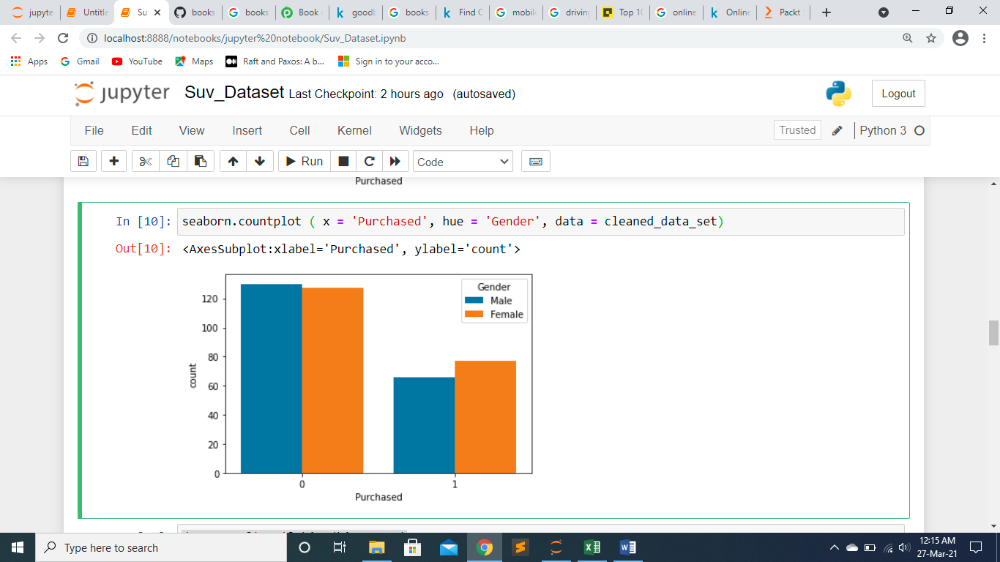 jupyte Untitle Su books books Book goodb books Find C mobil driving Top 10 online Online Packt
localhost:8888/notebooks/jupyter%20notebook/Suv_Dataset.ipynb
Apps Gmail YouTube Maps Raft and Paxos: A b... Sign in to your acco...
jupyter Suv_Dataset Last Checkpoint: 2 hours ago (autosaved) Logout
File Edit View Insert Cell Kernel Widgets Help Trusted Python 3
Run Code
Purchased
In [10]: seaborn.countplot ( x = 'Purchased', hue = 'Gender', data = cleaned_data_set)
Out[10]: <AxesSubplot:xlabel='Purchased', ylabel='count'>
Gender
Male
Female
120
100
80
60
40
20
0
count
0 1
Purchased
Type here to search
12:15 AM
27-Mar-21